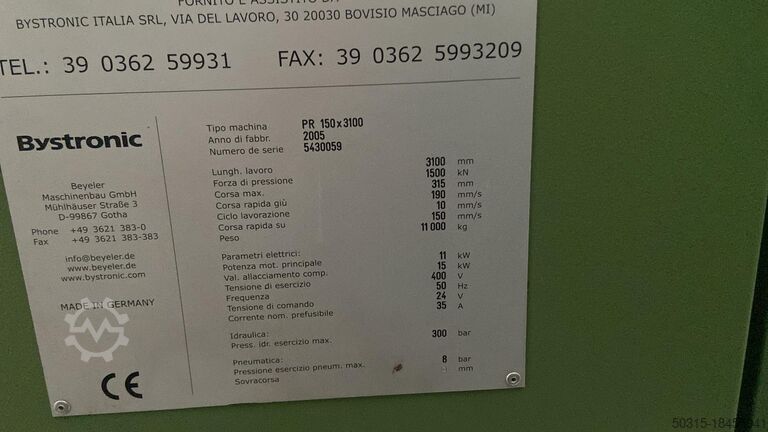 BYSTRONIC ITALIA SRL, VIA DEL LAVORO, 30 20030 BOVISIO MASCIAGO (MI)
TEL.: 39 0362 59931 FAX: 39 0362 5993209
Bystronic
Beyeler
Maschinenbau GmbH
Mühlhäuser Straße 3
D-99867 Gotha
Phone +49 3621 383-0
Fax +49 3621 383-383
info@beyeler.de
www.beyeler.de
www.bystronic.com
MADE IN GERMANY
CE
Tipo machina PR 150x3100
Anno di fabbr. 2005
Numero de serie 5430059
Lungh. lavoro 3100 mm
Forza di pressione 1500 kN
Corsa max. 315 mm
Corsa rapida giù 190 mm/s
Ciclo lavorazione 10 mm/s
Corsa rapida su 150 mm/s
Peso 11 000 kg
Parametri elettrici:
Potenza mot. principale 11 kW
Val. allacciamento comp. 15 kW
Tensione di esercizio 400 V
Frequenza 50 Hz
Tensione di comando 24 V
Corrente nom. prefusibile 35 A
Idraulica:
Press. idr. esercizio max. 300 bar
Pneumatica:
Pressione esercizio pneum. max. 8 bar
Sovracorsa mm